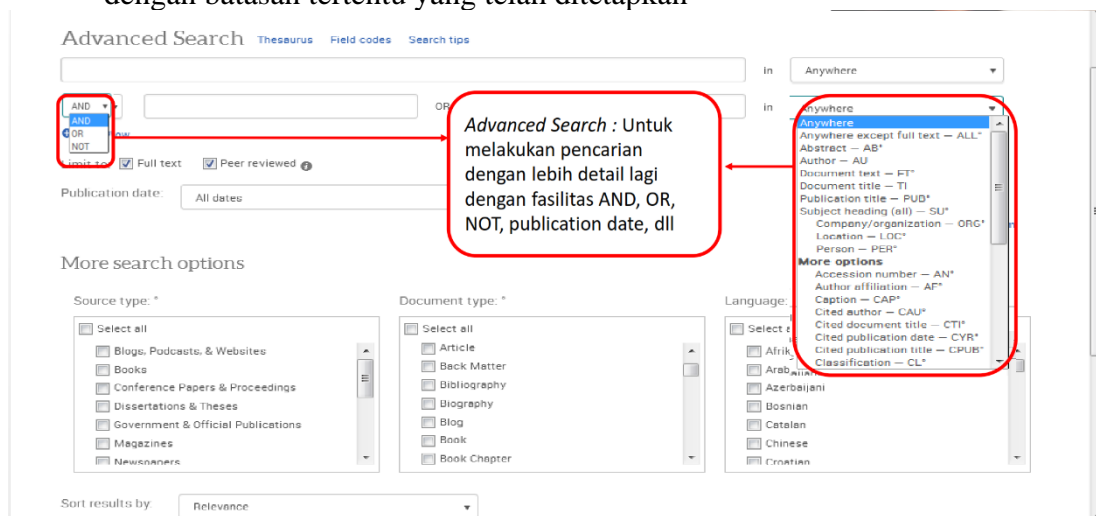 dengan batasan tertentu yang telah ditetapkan
Advanced Search Thesaurus Field codes Search tips
in Anywhere
AND OR in Anywhere
AND
OR
NOT
Limit to: Full text Peer reviewed
Publication date: All dates
Advanced Search : Untuk
melakukan pencarian
dengan lebih detail lagi
dengan fasilitas AND, OR,
NOT, publication date, dll
Anywhere
Anywhere except full text — ALL*
Abstract — AB*
Author — AU
Document text — FT*
Document title — TI
Publication title — PUB*
Subject heading (all) — SU*
Company/organization — ORG*
Location — LOC*
Person — PER*
More options
Accession number — AN*
Author affiliation — AF*
Caption — CAP*
Cited author — CAU*
Cited document title — CTI*
Cited publication date — CYR*
Cited publication title — CPUB*
Classification — CL*
More search options
Source type: *
Select all
Blogs, Podcasts, & Websites
Books
Conference Papers & Proceedings
Dissertations & Theses
Government & Official Publications
Magazines
Newspapers
Document type: *
Select all
Article
Back Matter
Bibliography
Biography
Blog
Book
Book Chapter
Language:
Select
Azerbaijani
Bosnian
Catalan
Chinese
Croatian
Sort results by: Relevance